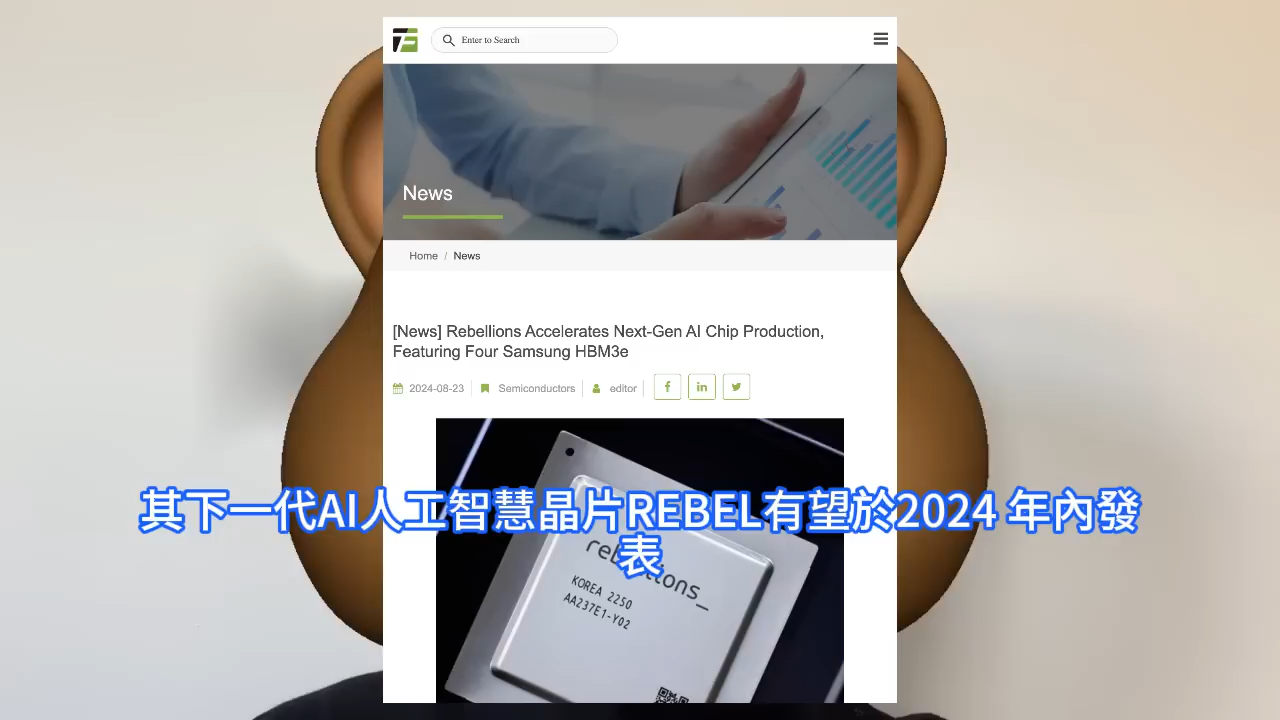 Enter to Search
News
Home / News
[News] Rebellions Accelerates Next-Gen AI Chip Production,
Featuring Four Samsung HBM3e
2024-08-23 Semiconductors editor
其下一代AI人工智慧晶片REBEL有望於2024 年內發
表
rebellions_
KOREA 2250
AA237E1-Y02